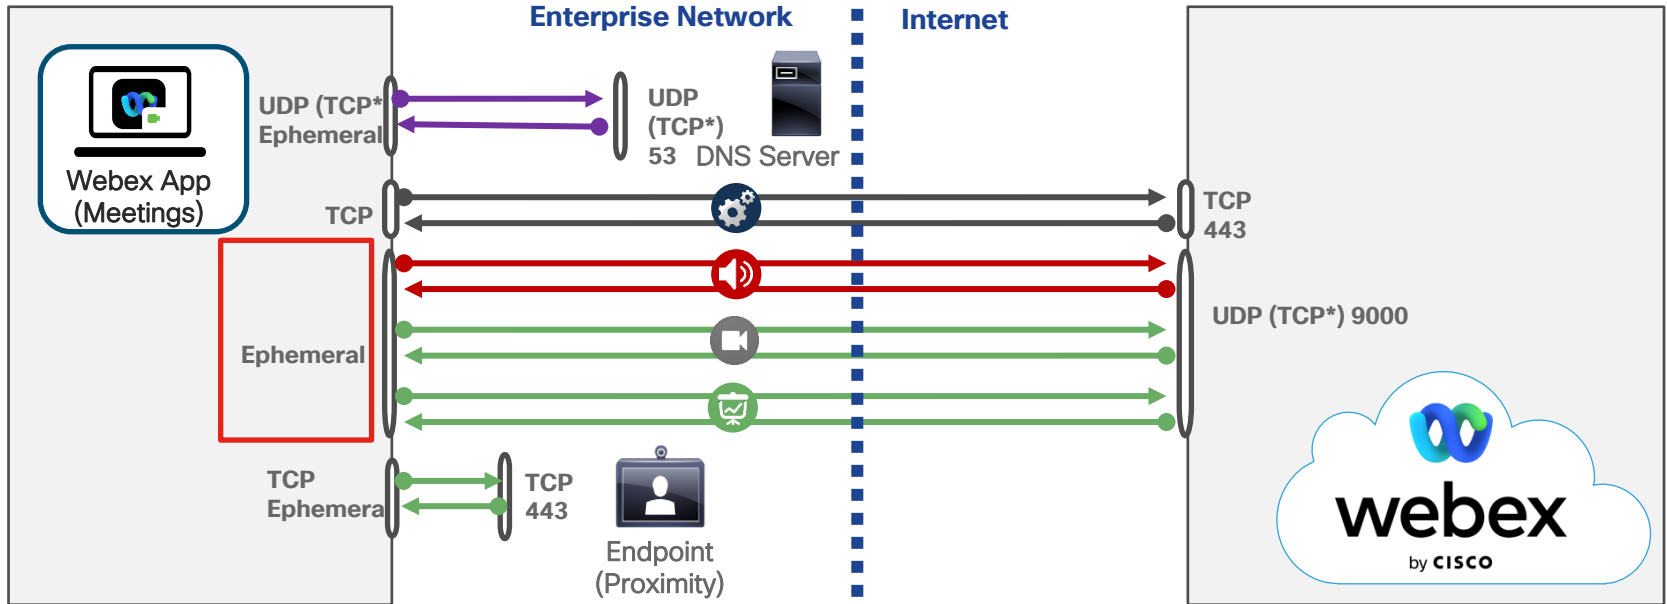 Enterprise Network
Internet
Webex App
(Meetings)
UDP (TCP*
Ephemeral
UDP
(TCP*)
53
DNS Server
TCP
TCP
443
Ephemeral
UDP (TCP*) 9000
TCP
Ephemera
TCP
443
Endpoint
(Proximity)
webex
by CISCO